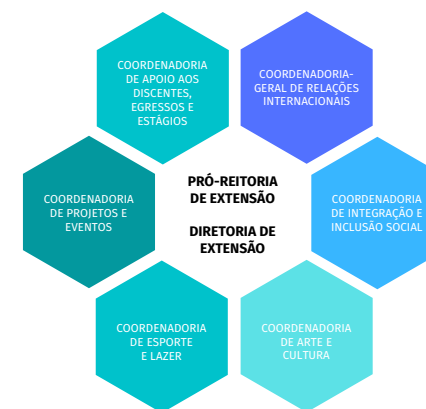 COORDENADORIA
DE APOIO AOS
DISCENTES,
EGRESSOS E
ESTÁGIOS
COORDENADORIA-
GERAL DE RELAÇÕES
INTERNACIONAIS
COORDENADORIA
DE PROJETOS E
EVENTOS
PRÓ-REITORIA
DE EXTENSÃO
DIRETORIA DE
EXTENSÃO
COORDENADORIA
DE INTEGRAÇÃO E
INCLUSÃO SOCIAL
COORDENADORIA
DE ESPORTE
E LAZER
COORDENADORIA
DE ARTE E
CULTURA